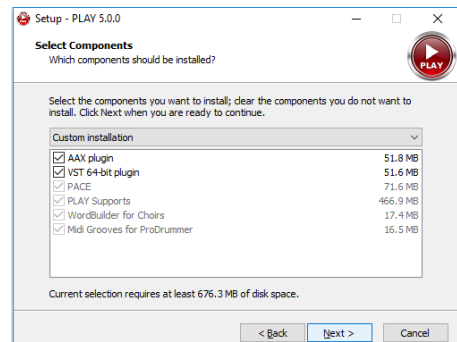 Setup - PLAY 5.0.0
Select Components
Which components should be installed?
PLAY
Select the components you want to install; clear the components you do not want to
install. Click Next when you are ready to continue.
Custom installation
AAX plugin 51.8 MB
VST 64-bit plugin 51.6 MB
PACE 71.6 MB
PLAY Supports 466.9 MB
WordBuilder for Choirs 17.4 MB
Midi Grooves for ProDrummer 16.5 MB
Current selection requires at least 676.3 MB of disk space.
< Back Next > Cancel